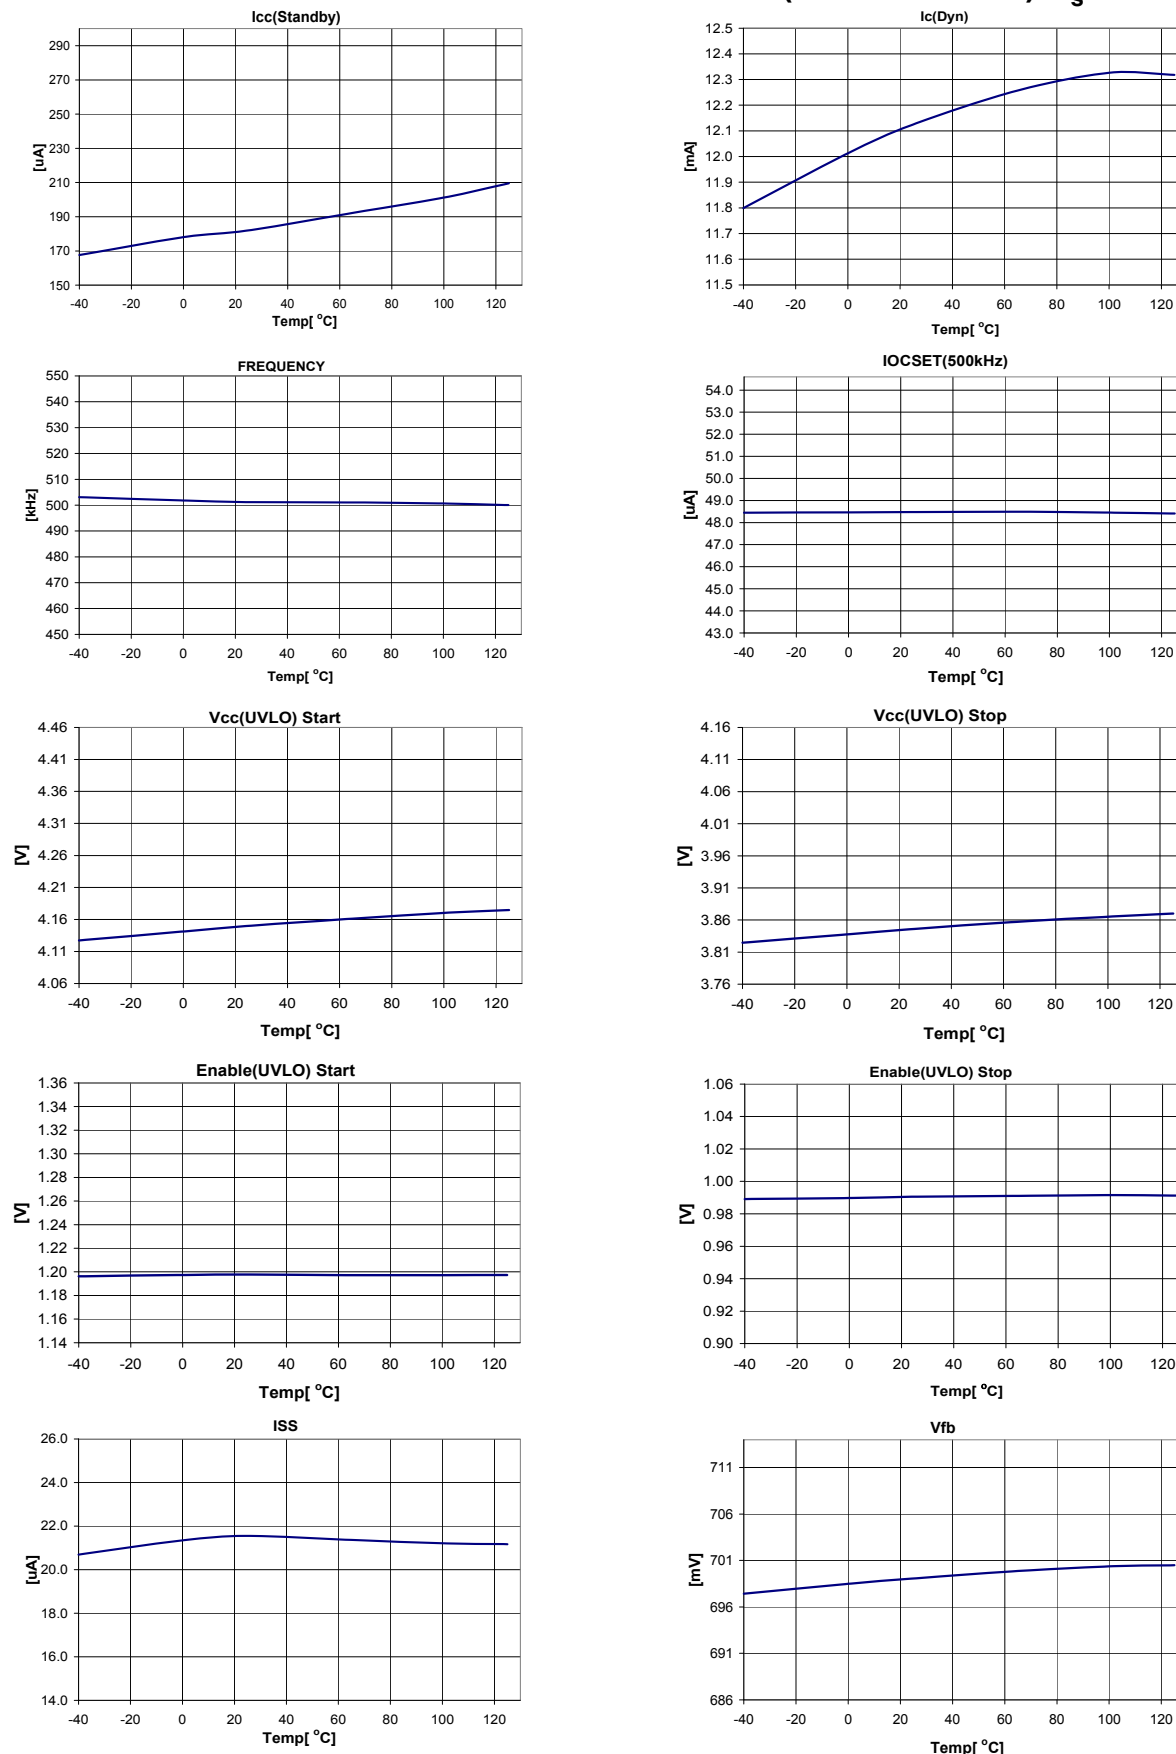 Icc(Standby)
290
270
250
230
210
190
170
150
[uA]
-40 -20 0 20 40 60 80 100 120
Temp[ °C]
Ic(Dyn)
12.5
12.4
12.3
12.2
12.1
12.0
11.9
11.8
11.7
11.6
11.5
[mA]
-40 -20 0 20 40 60 80 100 120
Temp[ °C]
FREQUENCY
550
540
530
520
510
500
490
480
470
460
450
[kHz]
-40 -20 0 20 40 60 80 100 120
Temp[ °C]
IOCSET(500kHz)
54.0
53.0
52.0
51.0
50.0
49.0
48.0
47.0
46.0
45.0
44.0
43.0
[uA]
-40 -20 0 20 40 60 80 100 120
Temp[ °C]
Vcc(UVLO) Start
4.46
4.41
4.36
4.31
4.26
4.21
4.16
4.11
4.06
[V]
-40 -20 0 20 40 60 80 100 120
Temp[ °C]
Vcc(UVLO) Stop
4.16
4.11
4.06
4.01
3.96
3.91
3.86
3.81
3.76
[V]
-40 -20 0 20 40 60 80 100 120
Temp[ °C]
Enable(UVLO) Start
1.36
1.34
1.32
1.30
1.28
1.26
1.24
1.22
1.20
1.18
1.16
1.14
[V]
-40 -20 0 20 40 60 80 100 120
Temp[ °C]
Enable(UVLO) Stop
1.06
1.04
1.02
1.00
0.98
0.96
0.94
0.92
0.90
[V]
-40 -20 0 20 40 60 80 100 120
Temp[ °C]
ISS
26.0
24.0
22.0
20.0
18.0
16.0
14.0
[uA]
-40 -20 0 20 40 60 80 100 120
Temp[ °C]
Vfb
711
706
701
696
691
686
[mV]
-40 -20 0 20 40 60 80 100 120
Temp[ °C]